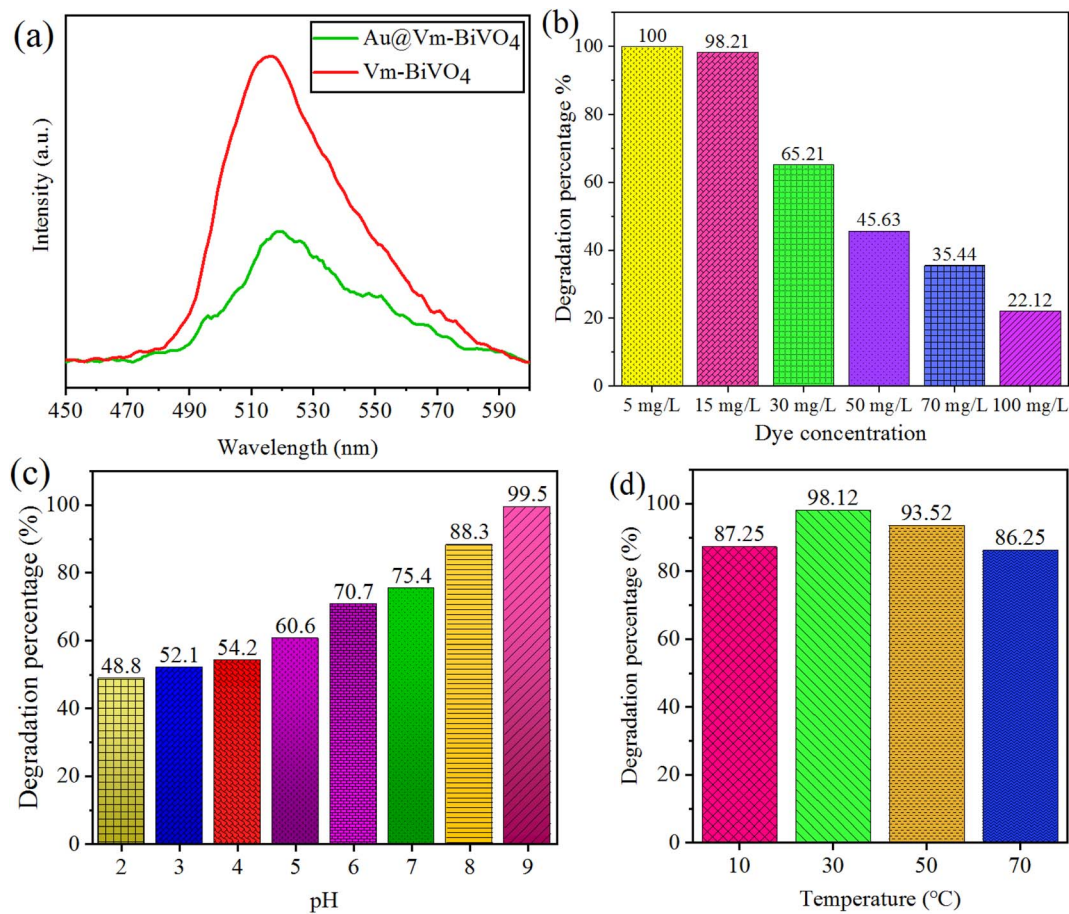 (a)
Au@Vm-BiVO4
Vm-BiVO4
Intensity (a.u.)
450 470 490 510 530 550 570 590
Wavelength (nm)
(b)
Degradation percentage %
100
80
60
40
20
0
100
98.21
65.21
45.63
35.44
22.12
5 mg/L 15 mg/L 30 mg/L 50 mg/L 70 mg/L 100 mg/L
Dye concentration
(c)
Degradation percentage (%)
100
80
60
40
20
0
48.8
52.1
54.2
60.6
70.7
75.4
88.3
99.5
2 3 4 5 6 7 8 9
pH
(d)
Degradation percentage (%)
100
80
60
40
20
0
87.25
98.12
93.52
86.25
10 30 50 70
Temperature (°C)